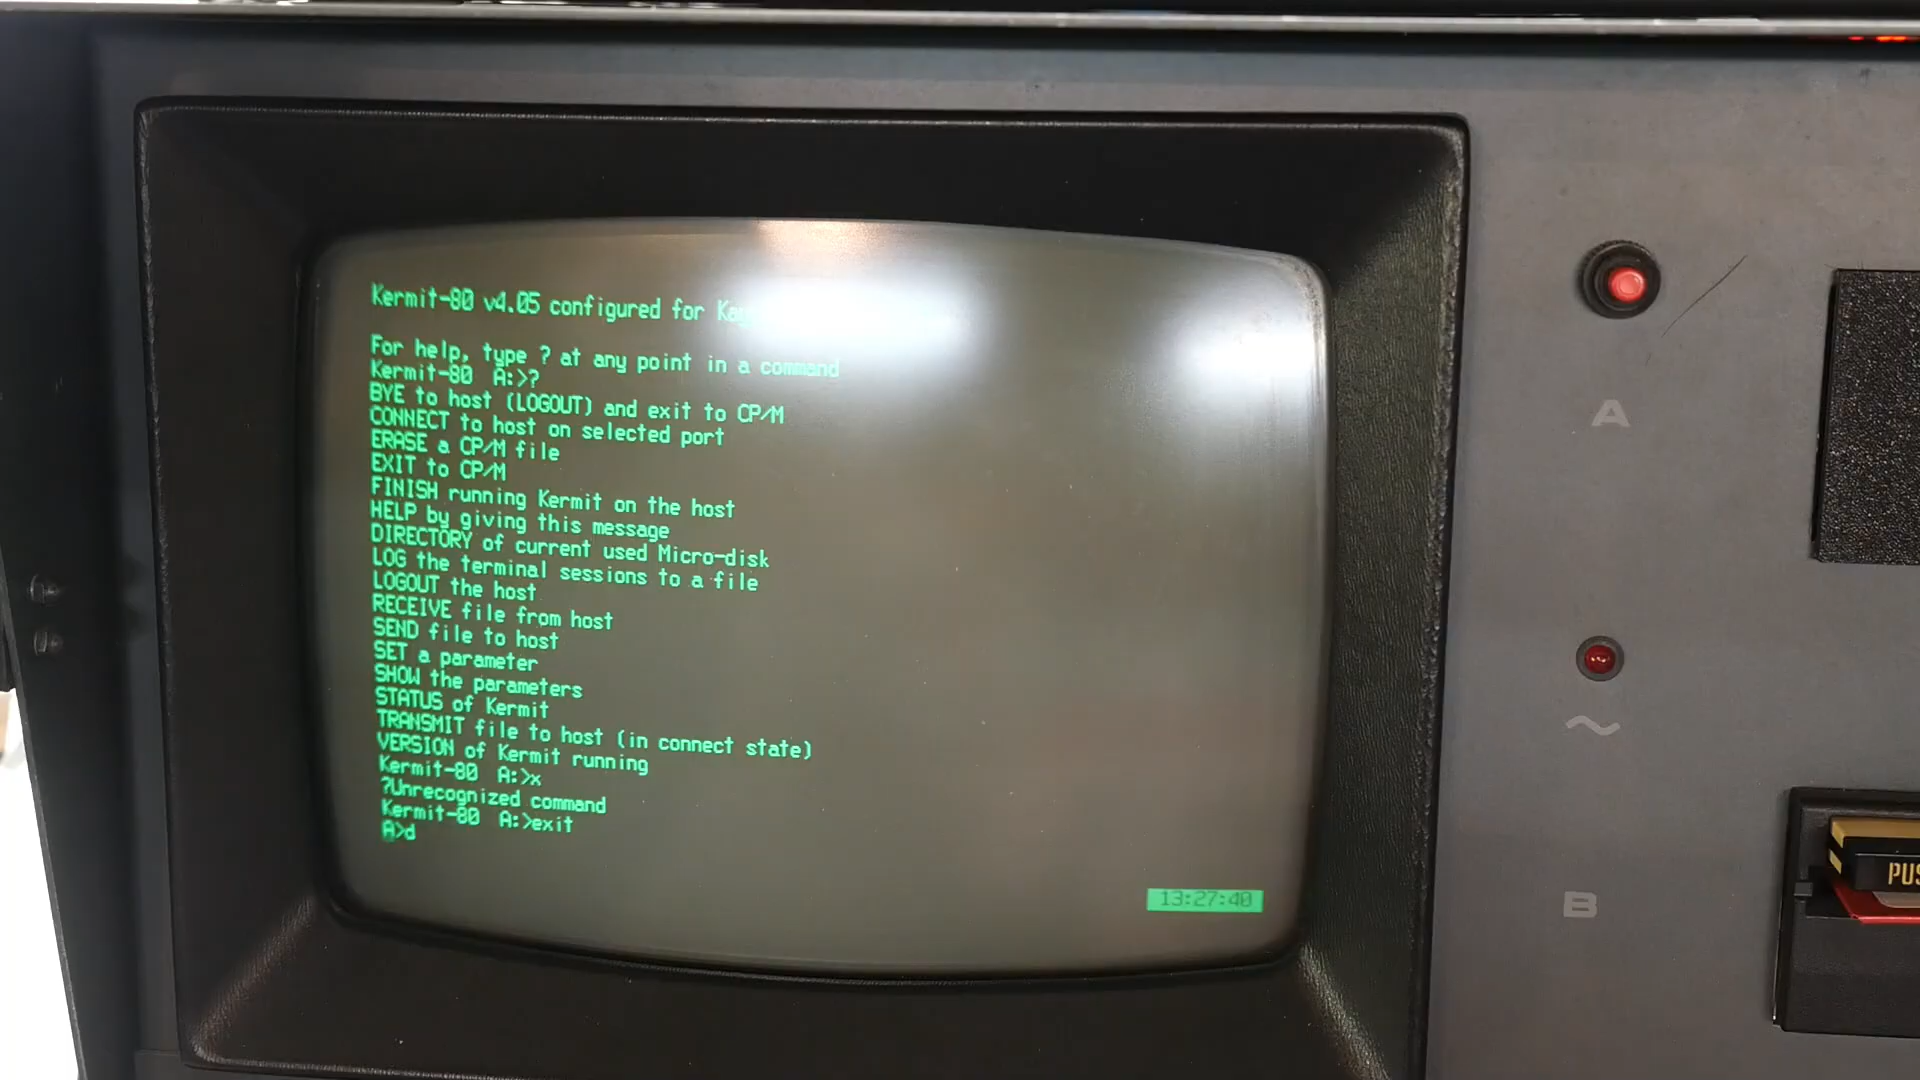 Kermit-80 v4.05 configured for
For help, type ? at any point in a command
Kermit-80 A:>?
BYE to host (LOGOUT) and exit to CP/M
CONNECT to host on selected port
ERASE a CP/M file
EXIT to CP/M
FINISH running Kermit on the host
HELP by giving this message
DIRECTORY of current used Micro-disk
LOG the terminal sessions to a file
LOGOUT the host
RECEIVE file from host
SEND file to host
SET a parameter
SHOW the parameters
STATUS of Kermit
TRANSMIT file to host (in connect state)
VERSION of Kermit running
Kermit-80 A:>x
?Unrecognized command
Kermit-80 A:>exit
A>d
13:27:40
A
~
B